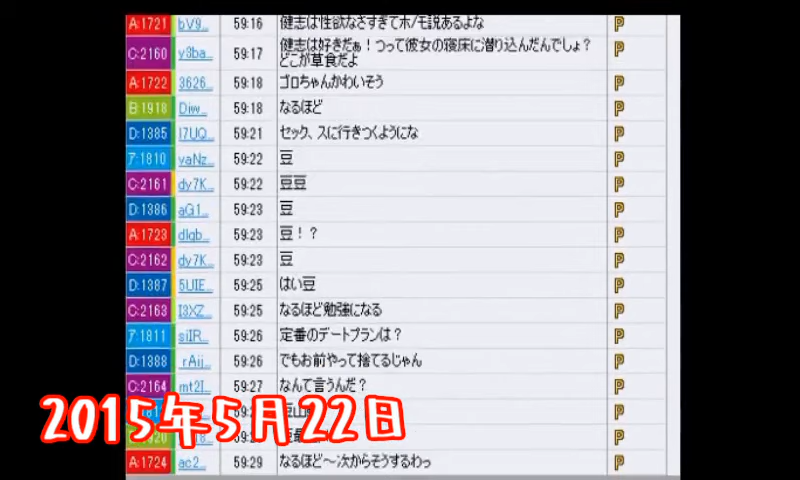 A:1721 bV9... 59:16 健志は性欲なさすぎてホ/モ説あるよな P
C:2160 y3ba... 59:17 健志は好きだぁ！つって彼女の寝床に潜り込んだんでしょ？ P
どこが草食だよ
A:1722 3626... 59:18 ゴロちゃんかわいそう P
B:1918 Diw... 59:18 なるほど P
D:1385 I7UQ... 59:21 セック、スに行きつくようにな P
ア:1810 yaNz... 59:22 豆 P
C:2161 dy7K... 59:22 豆豆 P
D:1386 aG1... 59:23 豆 P
A:1723 dlgb... 59:23 豆！？ P
C:2162 dy7K... 59:23 豆 P
D:1387 5UIE... 59:25 はい豆 P
C:2163 I3XZ... 59:25 なるほど勉強になる P
ア:1811 siIR... 59:26 定番のデートプランは？ P
D:1388 rAij... 59:26 でもお前やって捨てるじゃん P
C:2164 mt2I... 59:27 なんて言うんだ？ P
P
P
A:1724 ac2... 59:29 なるほど～次からそうするわっ P
2015年5月22日